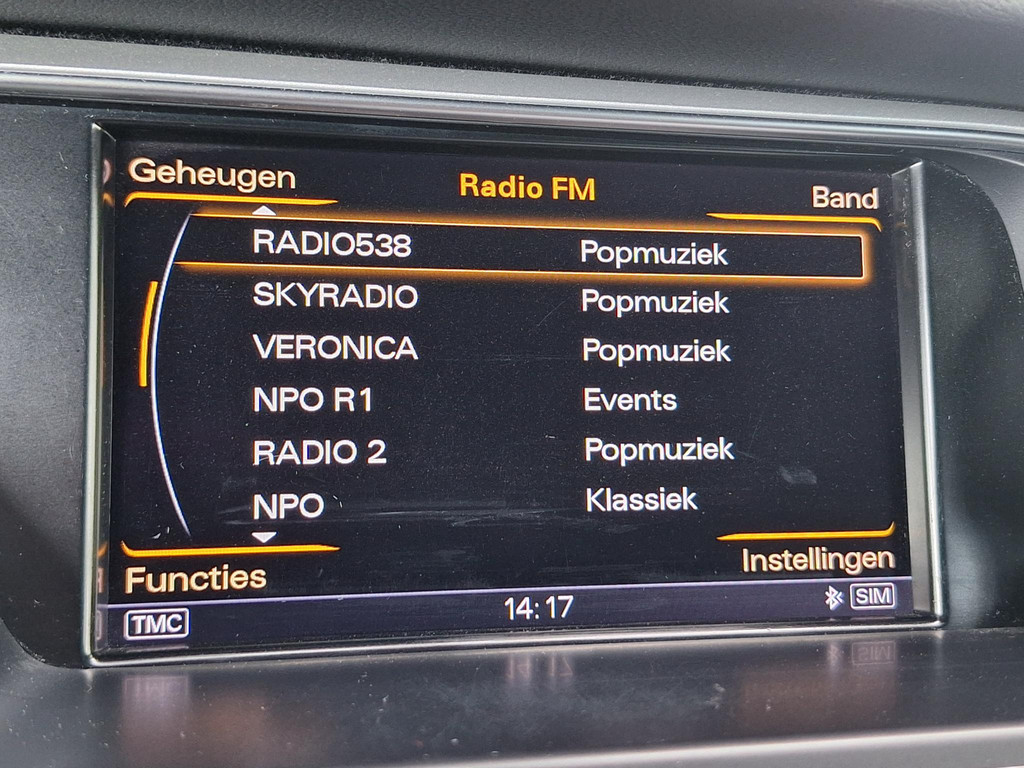 Geheugen
Radio FM
Band
RADIO538 Popmuziek
SKYRADIO Popmuziek
VERONICA Popmuziek
NPO R1 Events
RADIO 2 Popmuziek
NPO Klassiek
Functies
Instellingen
TMC
14:17
SIM